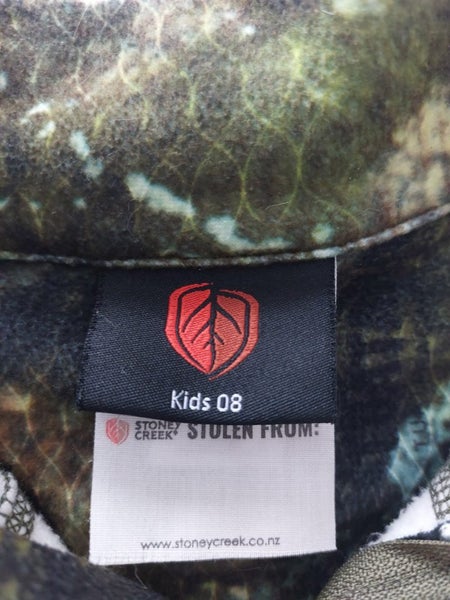 Kids 08
STONEY
CREEK® STOLEN FROM:
www.stoneycreek.co.nz